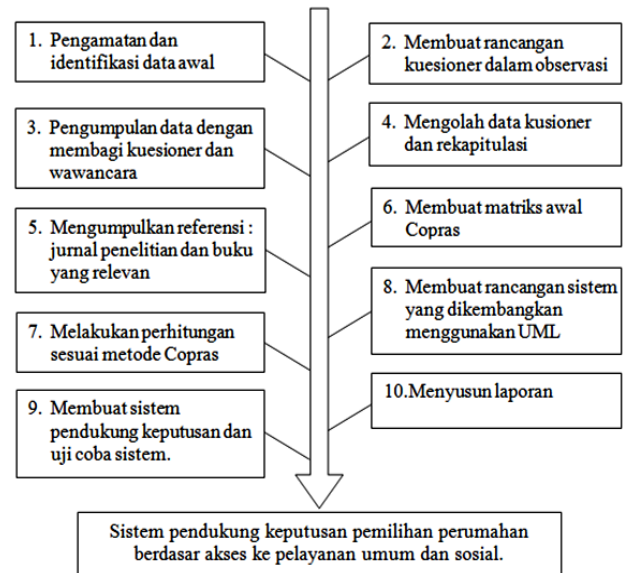 1. Pengamatan dan
identifikasi data awal
2. Membuat rancangan
kuesioner dalam observasi
3. Pengumpulan data dengan
membagi kuesioner dan
wawancara
4. Mengolah data kusioner
dan rekapitulasi
5. Mengumpulkan referensi :
jurnal penelitian dan buku
yang relevan
6. Membuat matriks awal
Copras
7. Melakukan perhitungan
sesuai metode Copras
8. Membuat rancangan sistem
yang dikembangkan
menggunakan UML
9. Membuat sistem
pendukung keputusan dan
uji coba sistem.
10.Menyusun laporan
Sistem pendukung keputusan pemilihan perumahan
berdasar akses ke pelayanan umum dan sosial.